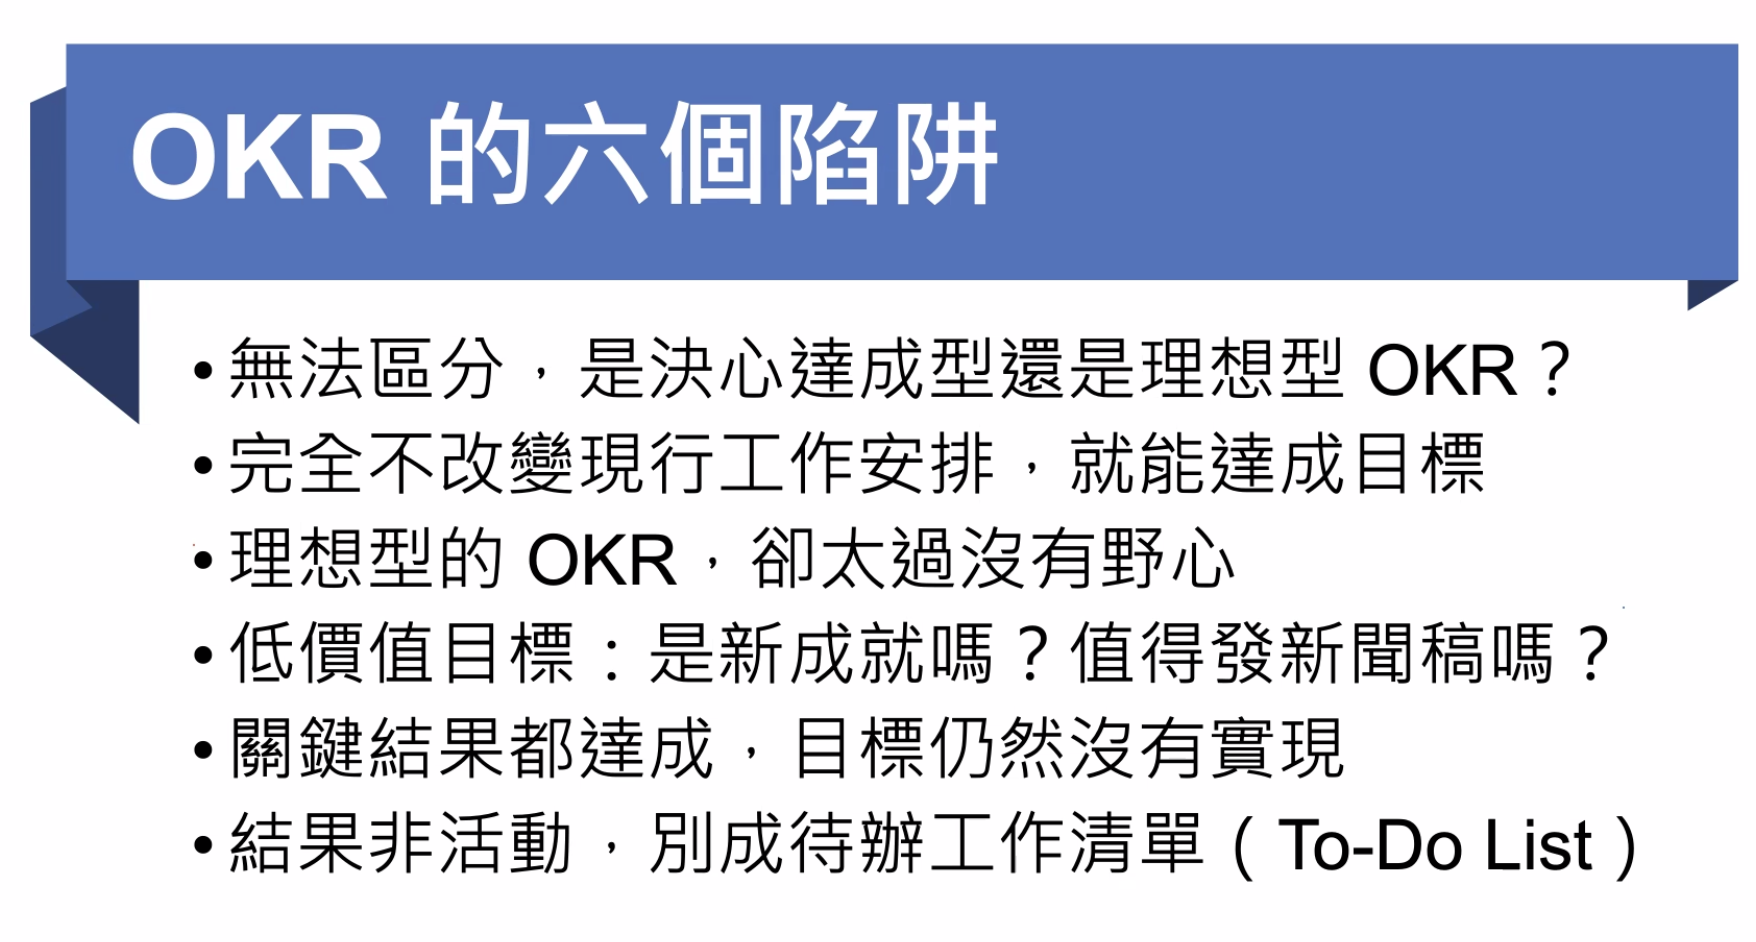 OKR 的六個陷阱
•無法區分，是決心達成型還是理想型 OKR？
•完全不改變現行工作安排，就能達成目標
•理想型的 OKR，卻太過沒有野心
•低價值目標：是新成就嗎？值得發新聞稿嗎？
•關鍵結果都達成，目標仍然沒有實現
•結果非活動，別成待辦工作清單（To-Do List）